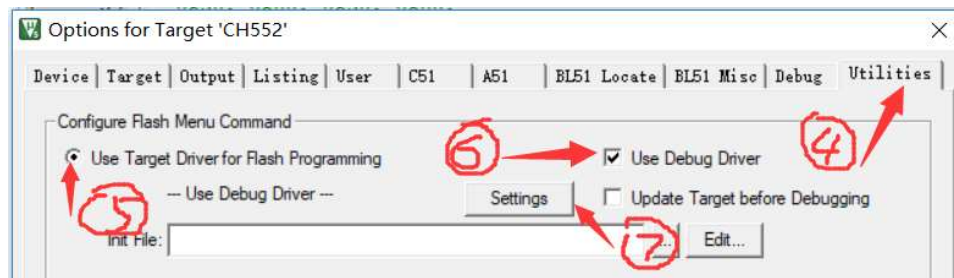 Options for Target 'CH552'
Device Target Output Listing User C51 A51 BL51 Locate BL51 Misc Debug Utilities
④
Configure Flash Menu Command
⑥
Use Target Driver for Flash Programming Use Debug Driver
⑤
--- Use Debug Driver --- Settings Update Target before Debugging
⑦
Init File: ... Edit...